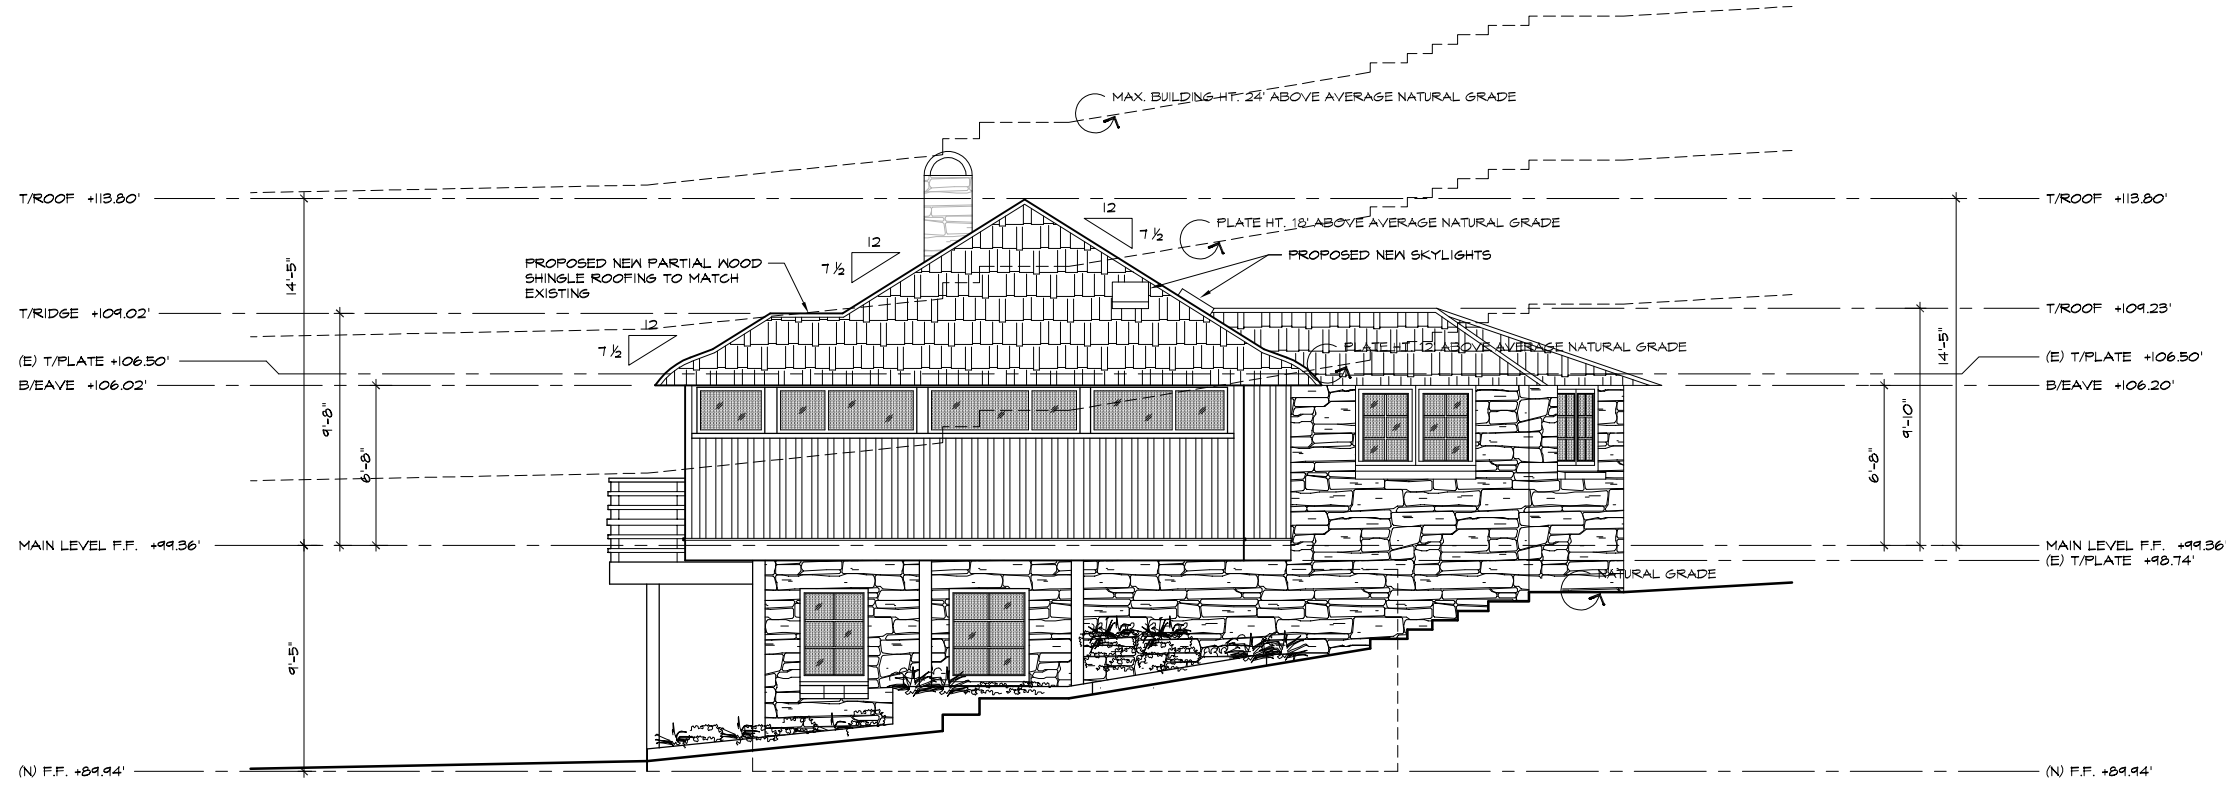 MAX. BUILDING HT. 24' ABOVE AVERAGE NATURAL GRADE
T/ROOF +113.80'
T/ROOF +113.80'
12
7 ½
PLATE HT. 18' ABOVE AVERAGE NATURAL GRADE
12
7 ½
PROPOSED NEW SKYLIGHTS
PROPOSED NEW PARTIAL WOOD
SHINGLE ROOFING TO MATCH
EXISTING
14'-5"
T/RIDGE +109.02'
T/ROOF +109.23'
12
7 ½
PLATE HT. 12' ABOVE AVERAGE NATURAL GRADE
14'-5"
(E) T/PLATE +106.50'
(E) T/PLATE +106.50'
B/EAVE +106.02'
B/EAVE +106.20'
9'-8"
9'-10"
6'-8"
6'-8"
MAIN LEVEL F.F. +99.36'
MAIN LEVEL F.F. +99.36'
(E) T/PLATE +98.74'
NATURAL GRADE
9'-5"
(N) F.F. +89.94'
(N) F.F. +89.94'